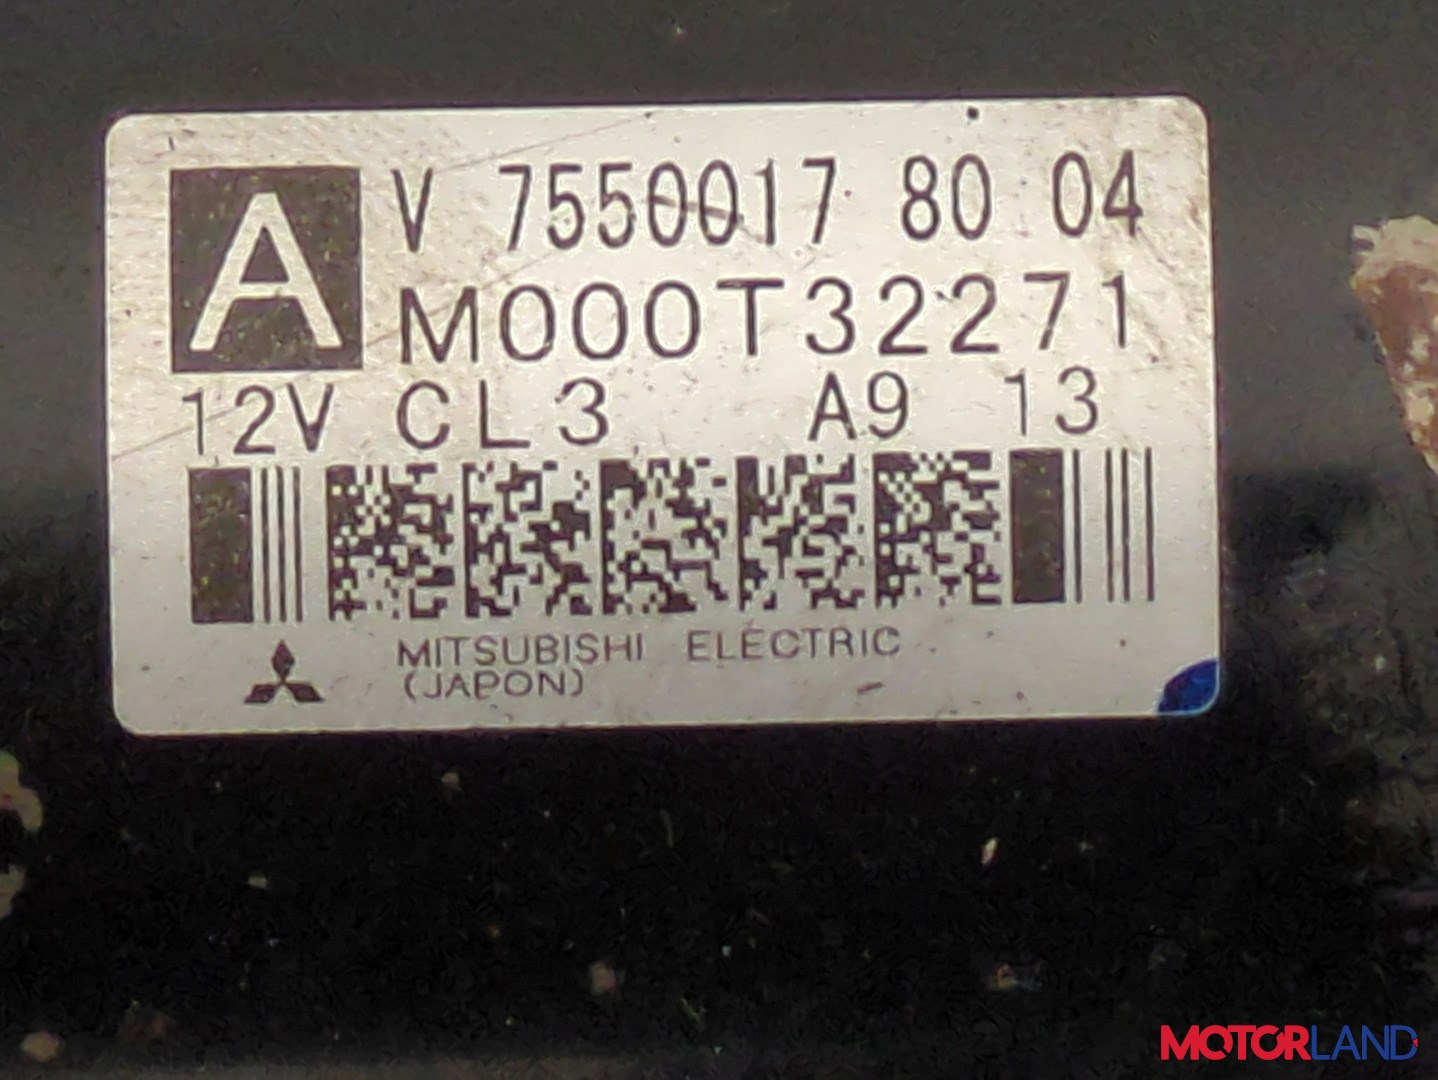 A
V 7550017 80 04
M000T32271
12V CL3 A9 13
MITSUBISHI ELECTRIC
(JAPON)
MOTORLAND